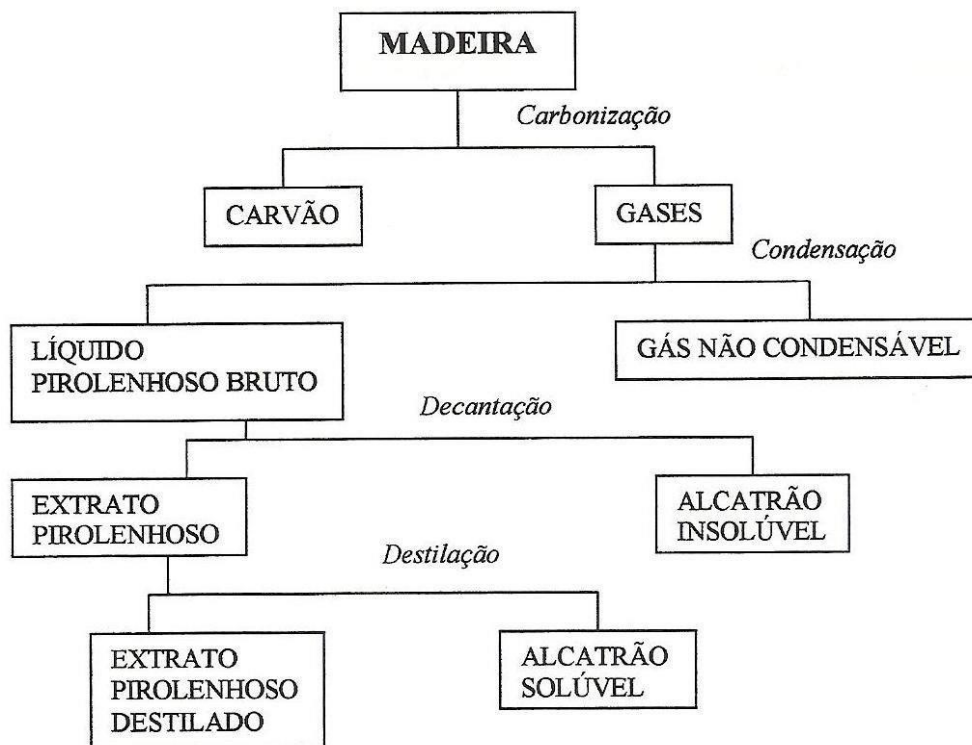 MADEIRA
Carbonização
CARVÃO
GASES
Condensação
LÍQUIDO
PIROLENHOSO BRUTO
GÁS NÃO CONDENSÁVEL
Decantação
EXTRATO
PIROLENHOSO
ALCATRÃO
INSOLÚVEL
Destilação
EXTRATO
PIROLENHOSO
DESTILADO
ALCATRÃO
SOLÚVEL